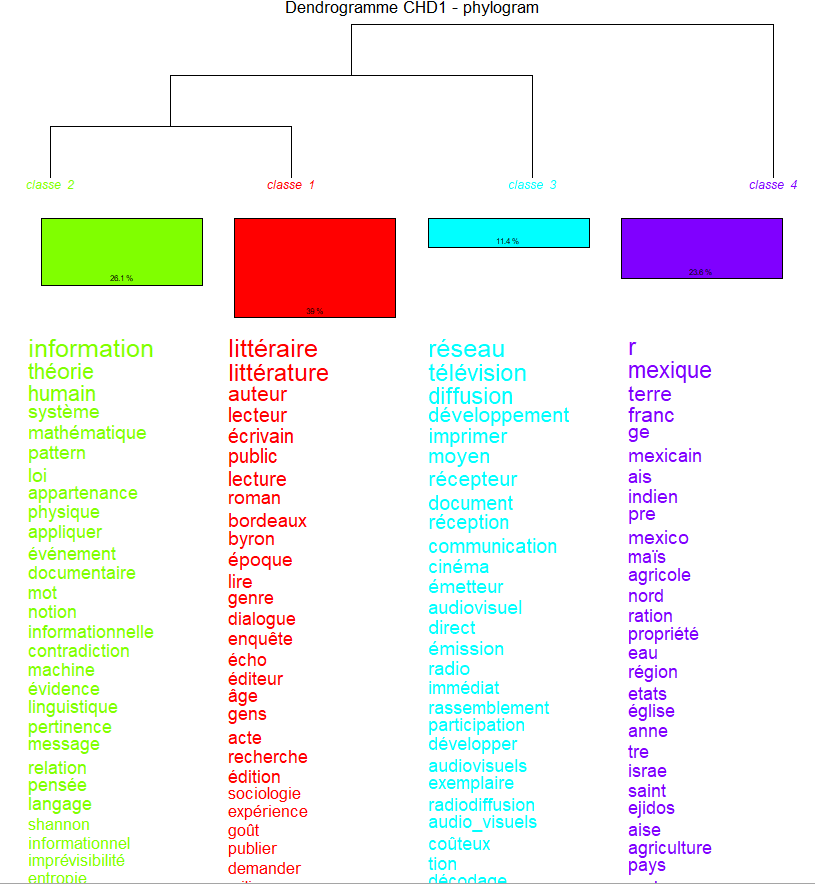 Dendrogramme CHD1 - phylogram
classe 2
classe 1
classe 3
classe 4
26.1 %
11.4 %
23.6 %
information
théorie
humain
système
mathématique
pattern
loi
appartenance
physique
appliquer
évènement
documentaire
mot
notion
informationnelle
contradiction
machine
évidence
linguistique
pertinence
message
relation
pensée
langage
shannon
informationnel
imprévisibilité
entropie
littéraire
littérature
auteur
lecteur
écrivain
public
lecture
roman
bordeaux
byron
époque
lire
genre
dialogue
enquête
écho
éditeur
âge
gens
acte
recherche
édition
sociologie
expérience
goût
publier
demander
réseau
télévision
diffusion
développement
imprimer
moyen
récepteur
document
réception
communication
cinéma
émetteur
audiovisuel
direct
émission
radio
immédiat
rassemblement
participation
développer
audiovisuels
exemplaire
radiodiffusion
audio_visuels
coûteux
tion
décodage
r
mexique
terre
franc
ge
mexicain
ais
indien
pre
mexico
maïs
agricole
nord
ration
propriété
eau
région
etats
église
anne
tre
israe
saint
ejidos
aise
agriculture
pays